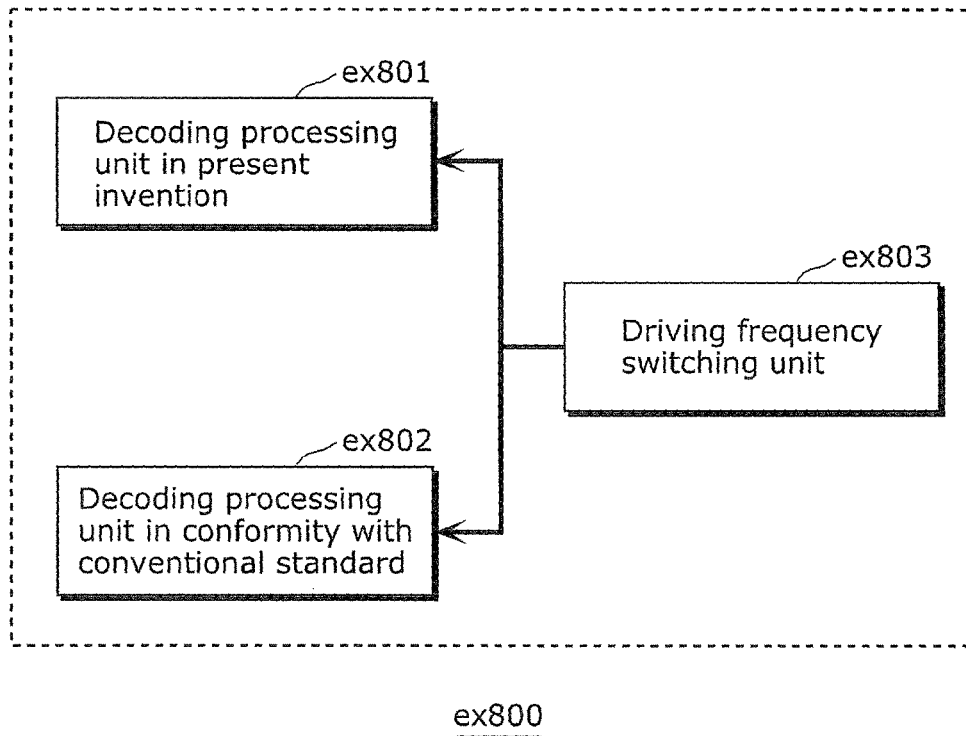 ex801
Decoding processing
unit in present
invention
ex803
Driving frequency
switching unit
ex802
Decoding processing
unit in conformity with
conventional standard
ex800